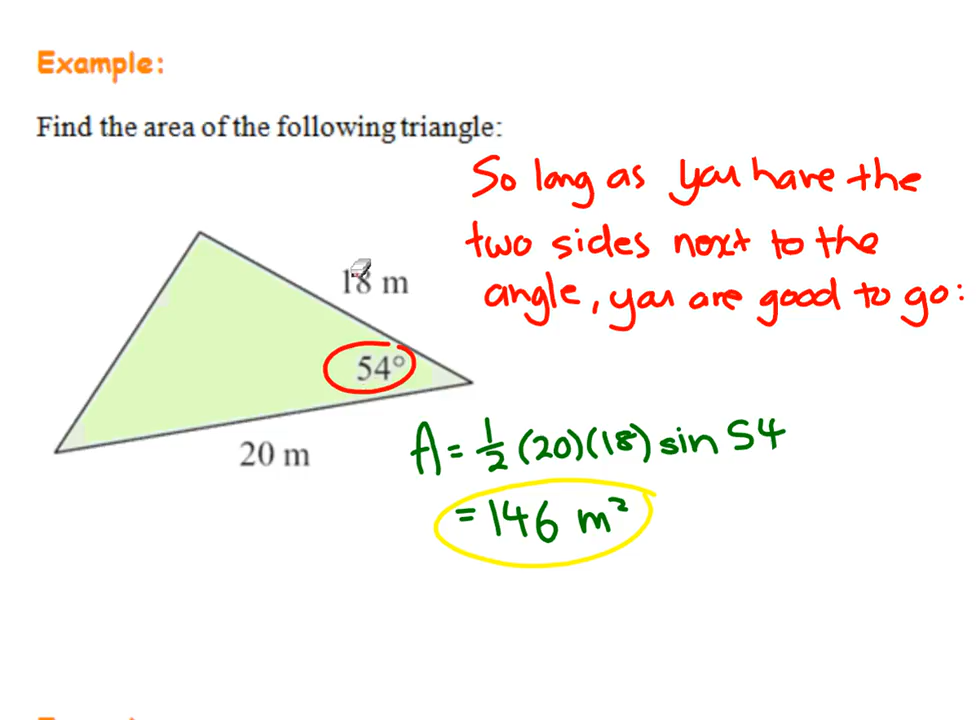 Example:
Find the area of the following triangle:
So long as you have the
two sides next to the
angle, you are good to go:
18 m
54°
20 m
A = 1/2 (20)(18) sin 54
= 146 m²